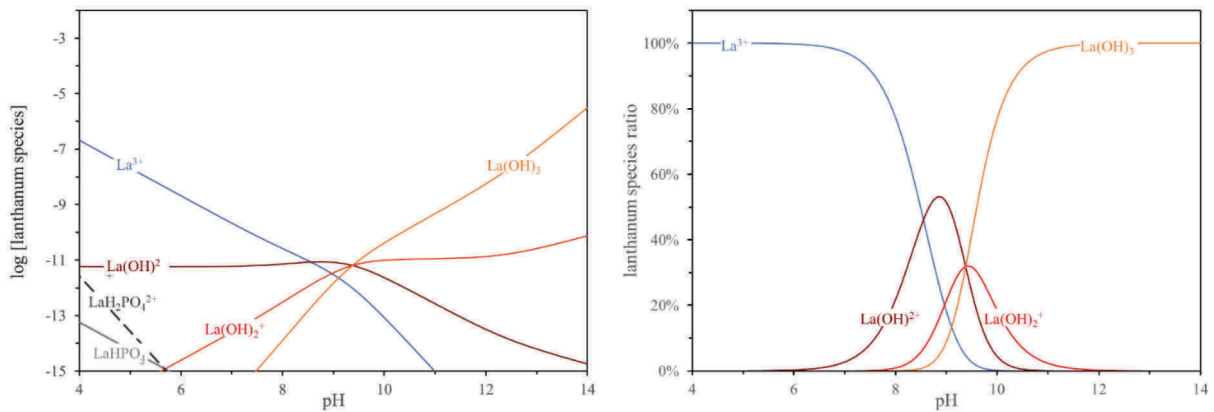 -3
-5
-7
-9
-11
-13
-15
4
6
8
10
12
14
pH
log [lanthanum species]
La³⁺
La(OH)₃
La(OH)²
+
LaH₂PO₄²⁺
LaHPO₄
+
La(OH)₂⁺
100%
80%
60%
40%
20%
0%
4
6
8
10
12
14
pH
lanthanum species ratio
La³⁺
La(OH)₃
La(OH)²⁺
La(OH)₂⁺